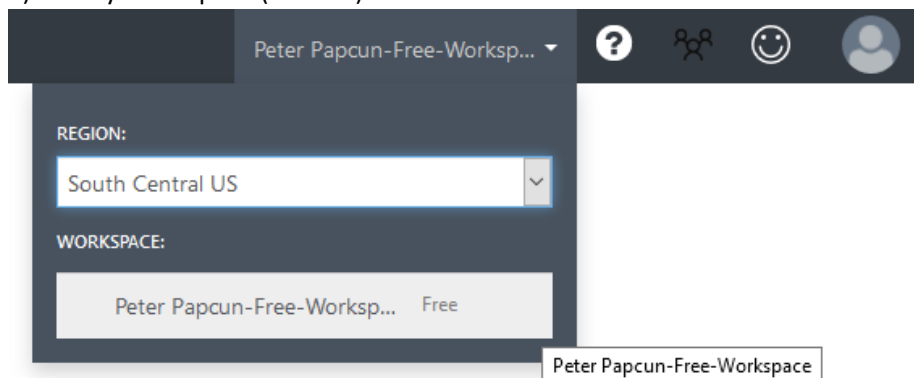 Peter Papcun-Free-Worksp...
?
REGION:
South Central US
WORKSPACE:
Peter Papcun-Free-Worksp... Free
Peter Papcun-Free-Workspace